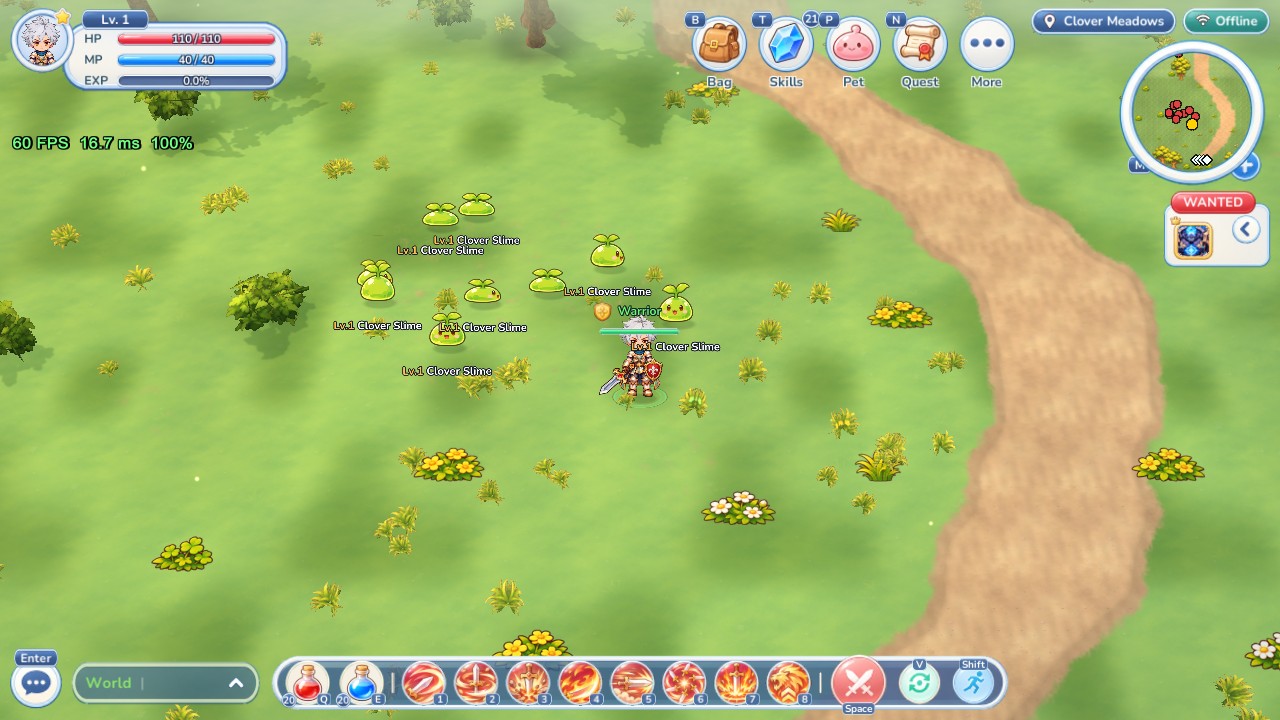 Lv. 1
HP 110 / 110
MP 40 / 40
EXP 0.0%
60 FPS 16.7 ms 100%
B
Bag
T
Skills
21
P
Pet
N
Quest
More
Clover Meadows
Offline
M
WANTED
Lv.1 Clover Slime
Lv.1 Clover Slime
Lv.1 Clover Slime
Lv.1 Clover Slime
Lv.1 Clover Slime
Warrior
Lv.1 Clover Slime
Lv.1 Clover Slime
Enter
World
20 Q
20 E
1
2
3
4
5
6
7
8
Space
V
Shift